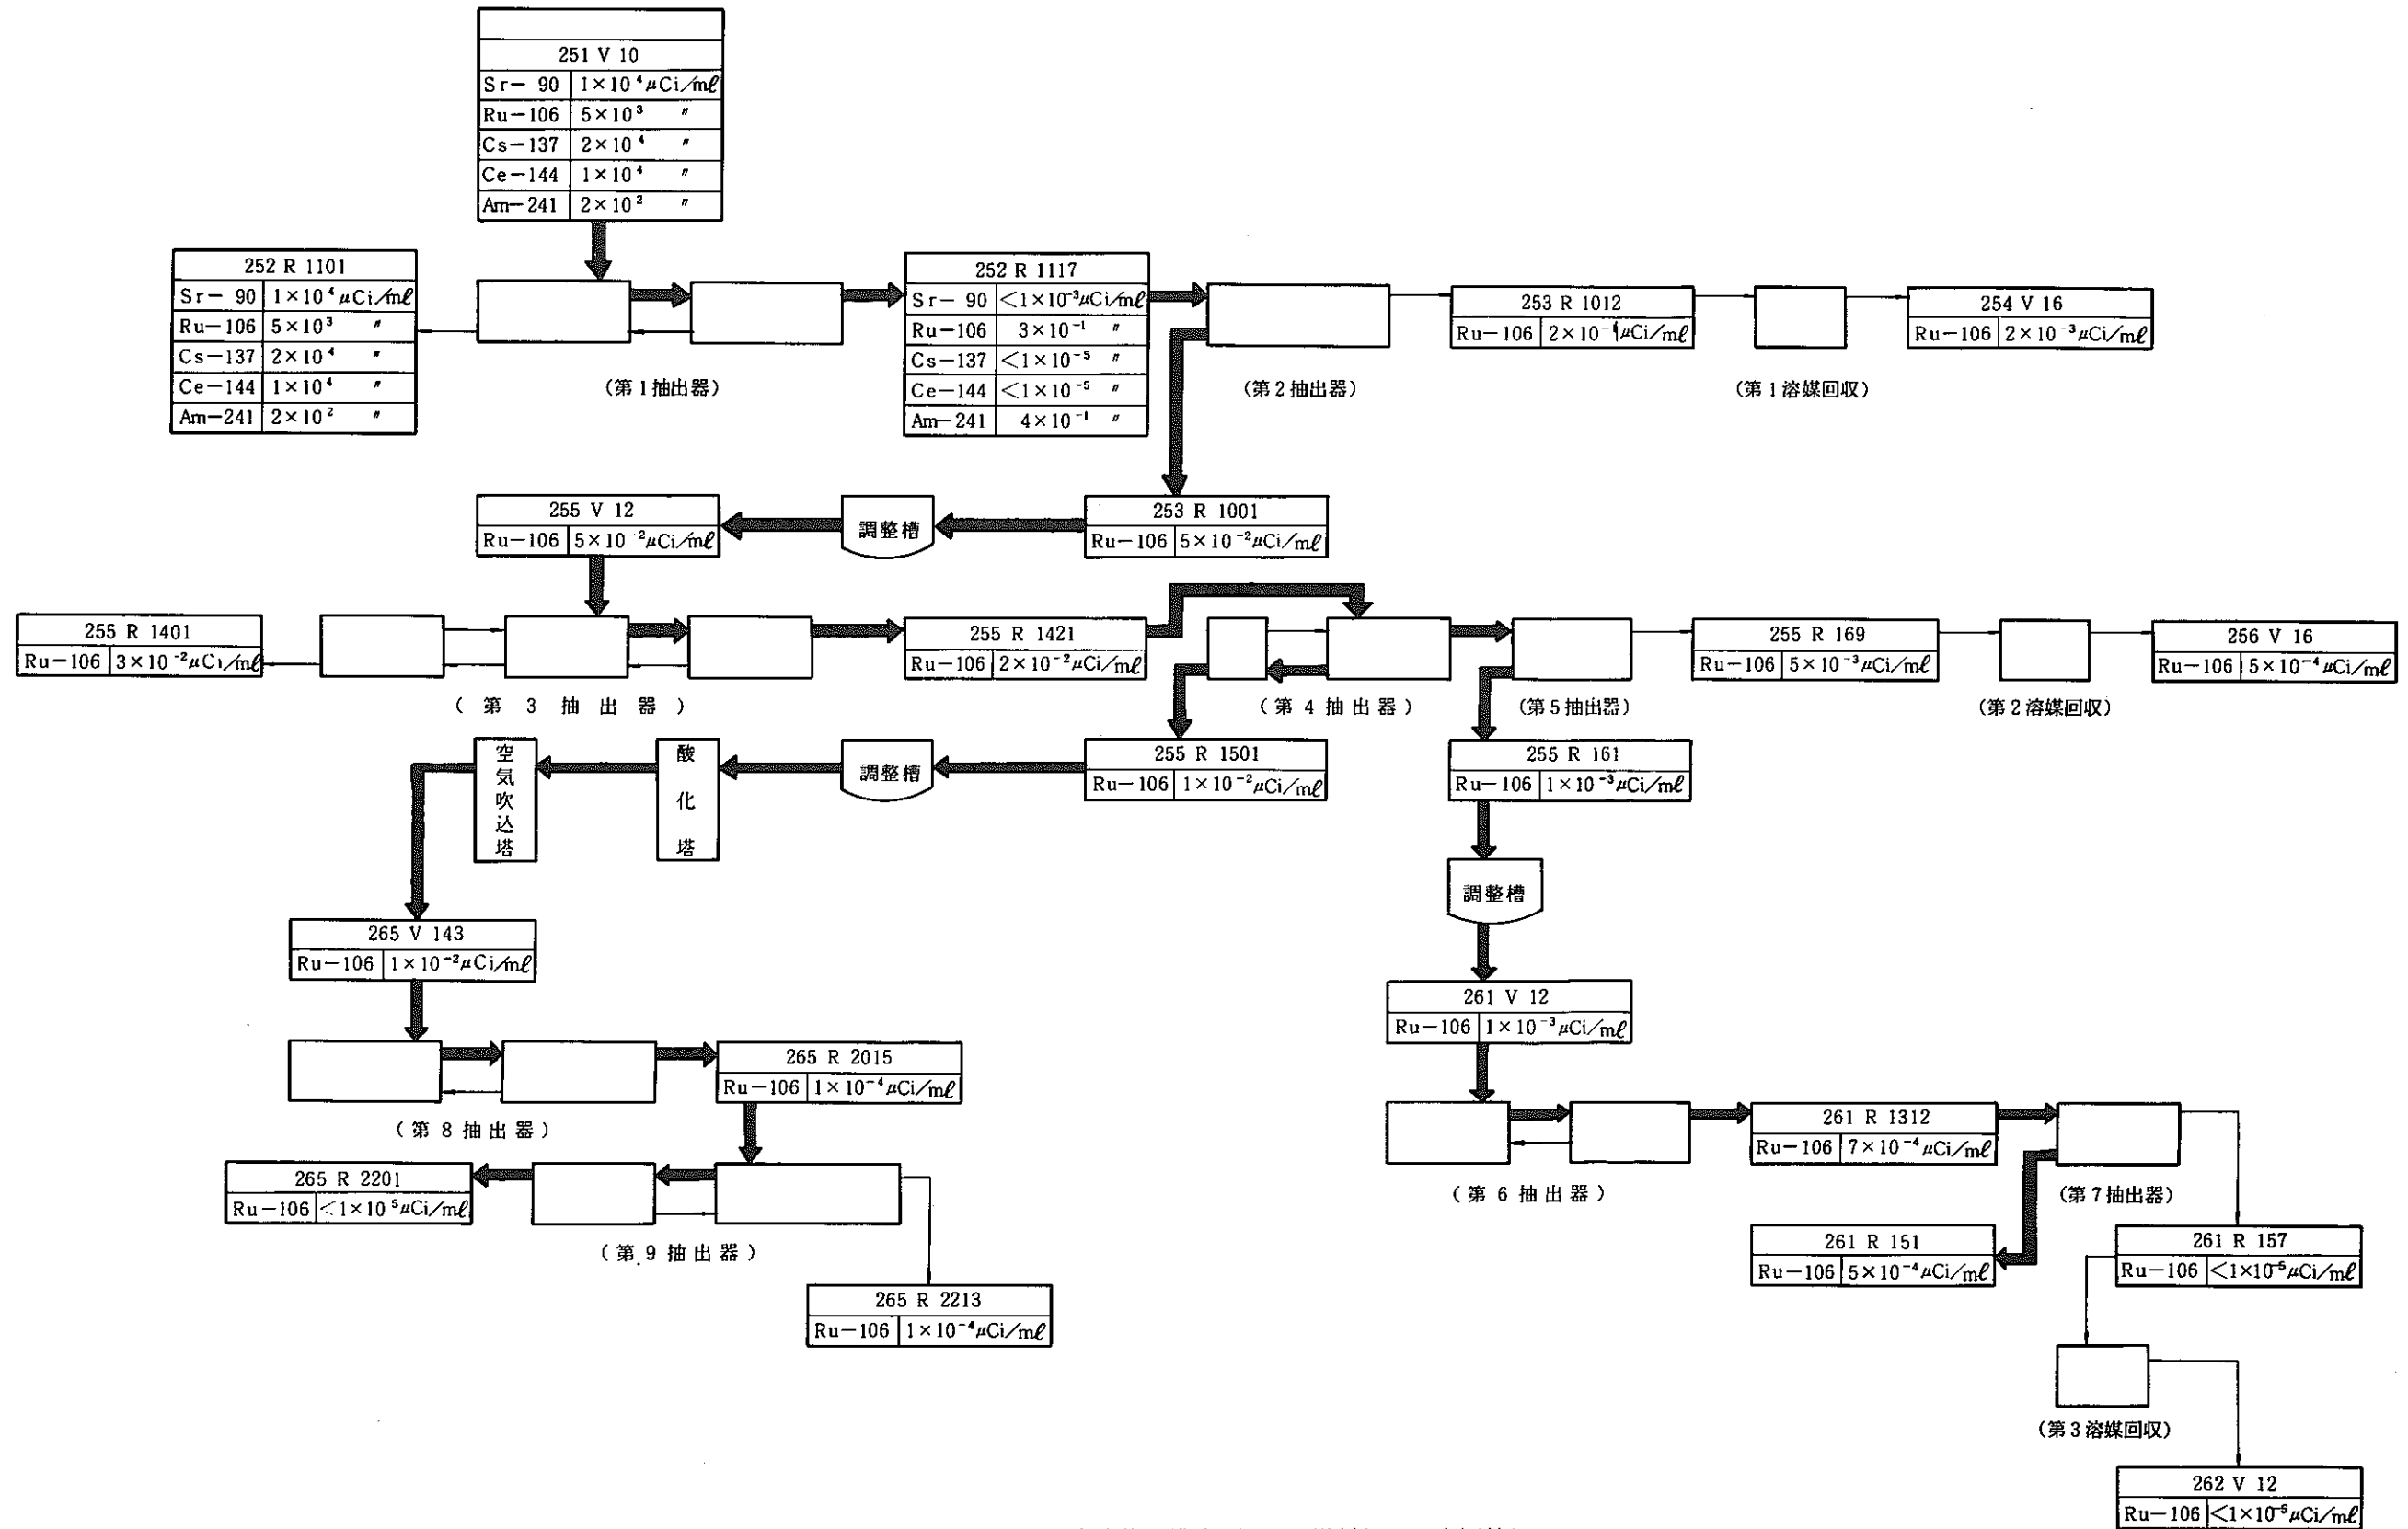 251 V 10
Sr－ 90 1×10⁴μCi/mℓ
Ru－106 5×10³ 〃
Cs－137 2×10⁴ 〃
Ce－144 1×10⁴ 〃
Am－241 2×10² 〃
252 R 1101
Sr－ 90 1×10⁴μCi/mℓ
Ru－106 5×10³ 〃
Cs－137 2×10⁴ 〃
Ce－144 1×10⁴ 〃
Am－241 2×10² 〃
(第1抽出器)
252 R 1117
Sr－ 90 <1×10⁻³μCi/mℓ
Ru－106 3×10⁻¹ 〃
Cs－137 <1×10⁻⁵ 〃
Ce－144 <1×10⁻⁵ 〃
Am－241 4×10⁻¹ 〃
(第2抽出器)
253 R 1012
Ru－106 2×10⁻¹μCi/mℓ
(第1溶媒回収)
254 V 16
Ru－106 2×10⁻³μCi/mℓ
255 V 12
Ru－106 5×10⁻²μCi/mℓ
調整槽
253 R 1001
Ru－106 5×10⁻²μCi/mℓ
255 R 1401
Ru－106 3×10⁻²μCi/mℓ
(第3抽出器)
255 R 1421
Ru－106 2×10⁻²μCi/mℓ
(第4抽出器)
(第5抽出器)
255 R 169
Ru－106 5×10⁻³μCi/mℓ
(第2溶媒回収)
256 V 16
Ru－106 5×10⁻⁴μCi/mℓ
空気吹込塔
酸化塔
調整槽
255 R 1501
Ru－106 1×10⁻²μCi/mℓ
255 R 161
Ru－106 1×10⁻³μCi/mℓ
調整槽
265 V 143
Ru－106 1×10⁻²μCi/mℓ
261 V 12
Ru－106 1×10⁻³μCi/mℓ
265 R 2015
Ru－106 1×10⁻⁴μCi/mℓ
(第8抽出器)
261 R 1312
Ru－106 7×10⁻⁴μCi/mℓ
(第6抽出器)
(第7抽出器)
265 R 2201
Ru－106 <1×10⁵μCi/mℓ
(第9抽出器)
261 R 151
Ru－106 5×10⁻⁴μCi/mℓ
261 R 157
Ru－106 <1×10⁻⁵μCi/mℓ
265 R 2213
Ru－106 1×10⁻⁴μCi/mℓ
(第3溶媒回収)
262 V 12
Ru－106 <1×10⁻⁵μCi/mℓ